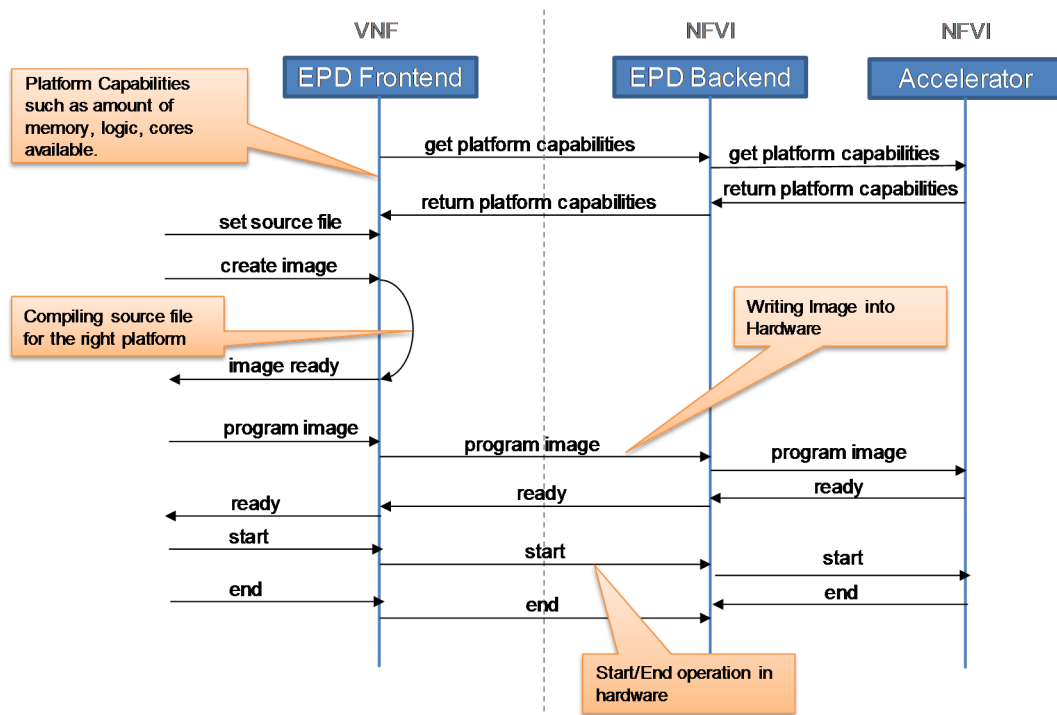 VNF
NFVI
NFVI
EPD Frontend
EPD Backend
Accelerator
Platform Capabilities
such as amount of
memory, logic, cores
available.
get platform capabilities
get platform capabilities
return platform capabilities
return platform capabilities
set source file
create image
Compiling source file
for the right platform
Writing Image into
Hardware
image ready
program image
program image
program image
ready
ready
ready
start
start
start
end
end
end
Start/End operation in
hardware